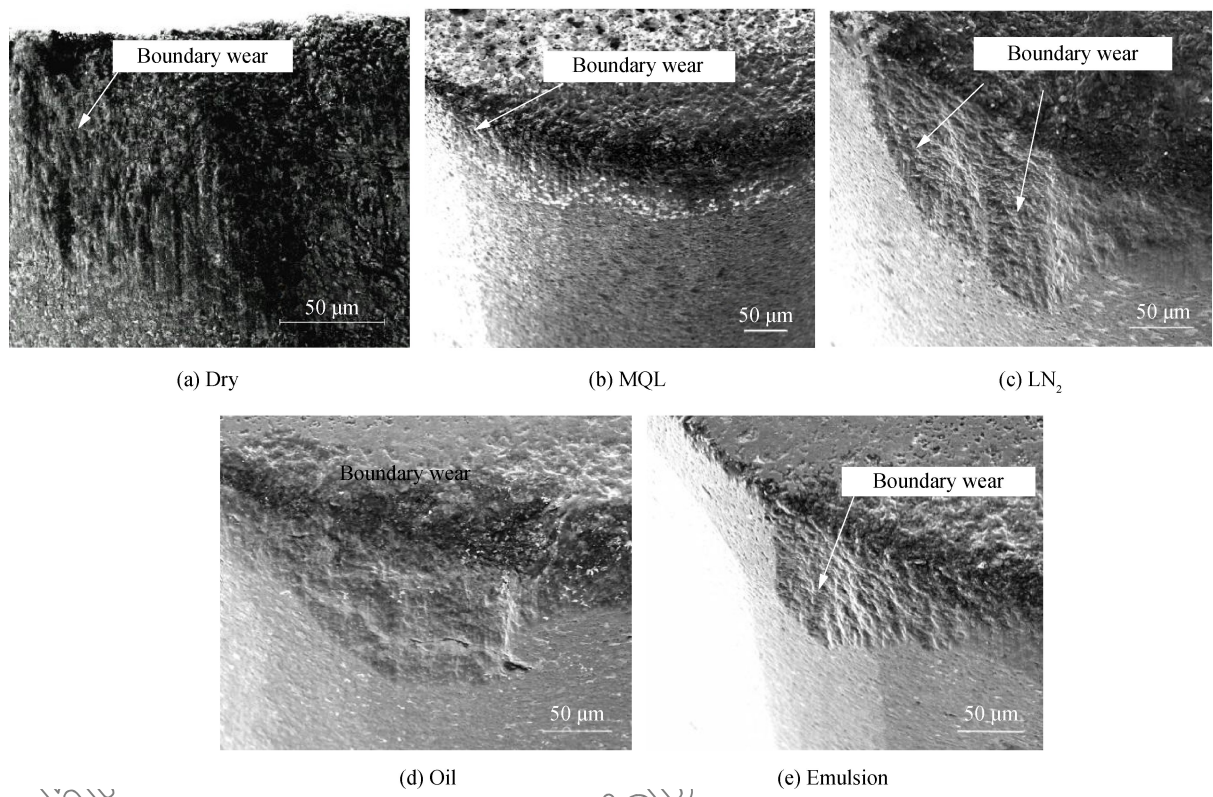 Boundary wear
Boundary wear
Boundary wear
50 μm
50 μm
50 μm
(a) Dry
(b) MQL
(c) LN₂
Boundary wear
Boundary wear
50 μm
50 μm
(d) Oil
(e) Emulsion